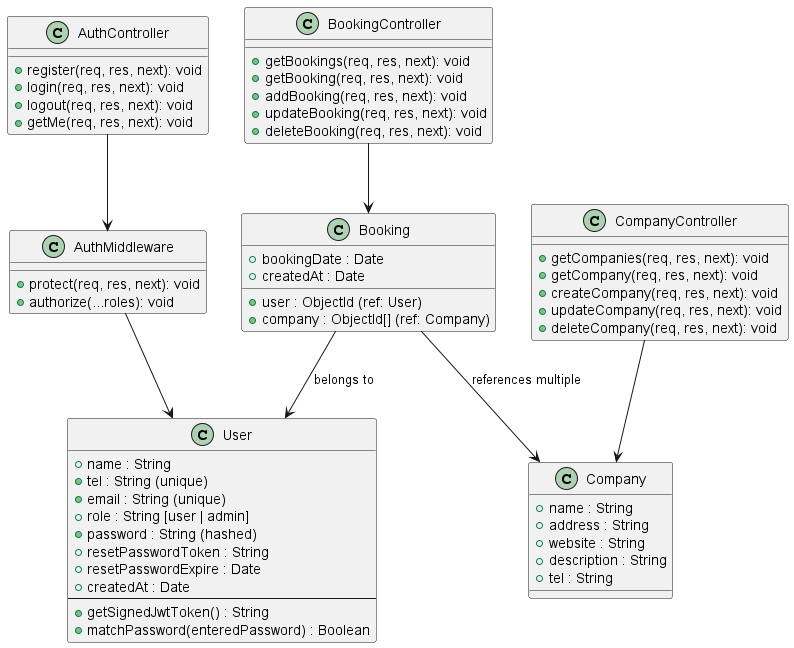 C AuthController
register(req, res, next): void
login(req, res, next): void
logout(req, res, next): void
getMe(req, res, next): void
C BookingController
getBookings(req, res, next): void
getBooking(req, res, next): void
addBooking(req, res, next): void
updateBooking(req, res, next): void
deleteBooking(req, res, next): void
C AuthMiddleware
protect(req, res, next): void
authorize(...roles): void
C Booking
bookingDate : Date
createdAt : Date
user : ObjectId (ref: User)
company : ObjectId[] (ref: Company)
C CompanyController
getCompanies(req, res, next): void
getCompany(req, res, next): void
createCompany(req, res, next): void
updateCompany(req, res, next): void
deleteCompany(req, res, next): void
belongs to
references multiple
C User
name : String
tel : String (unique)
email : String (unique)
role : String [user | admin]
password : String (hashed)
resetPasswordToken : String
resetPasswordExpire : Date
createdAt : Date
getSignedJwtToken() : String
matchPassword(enteredPassword) : Boolean
C Company
name : String
address : String
website : String
description : String
tel : String